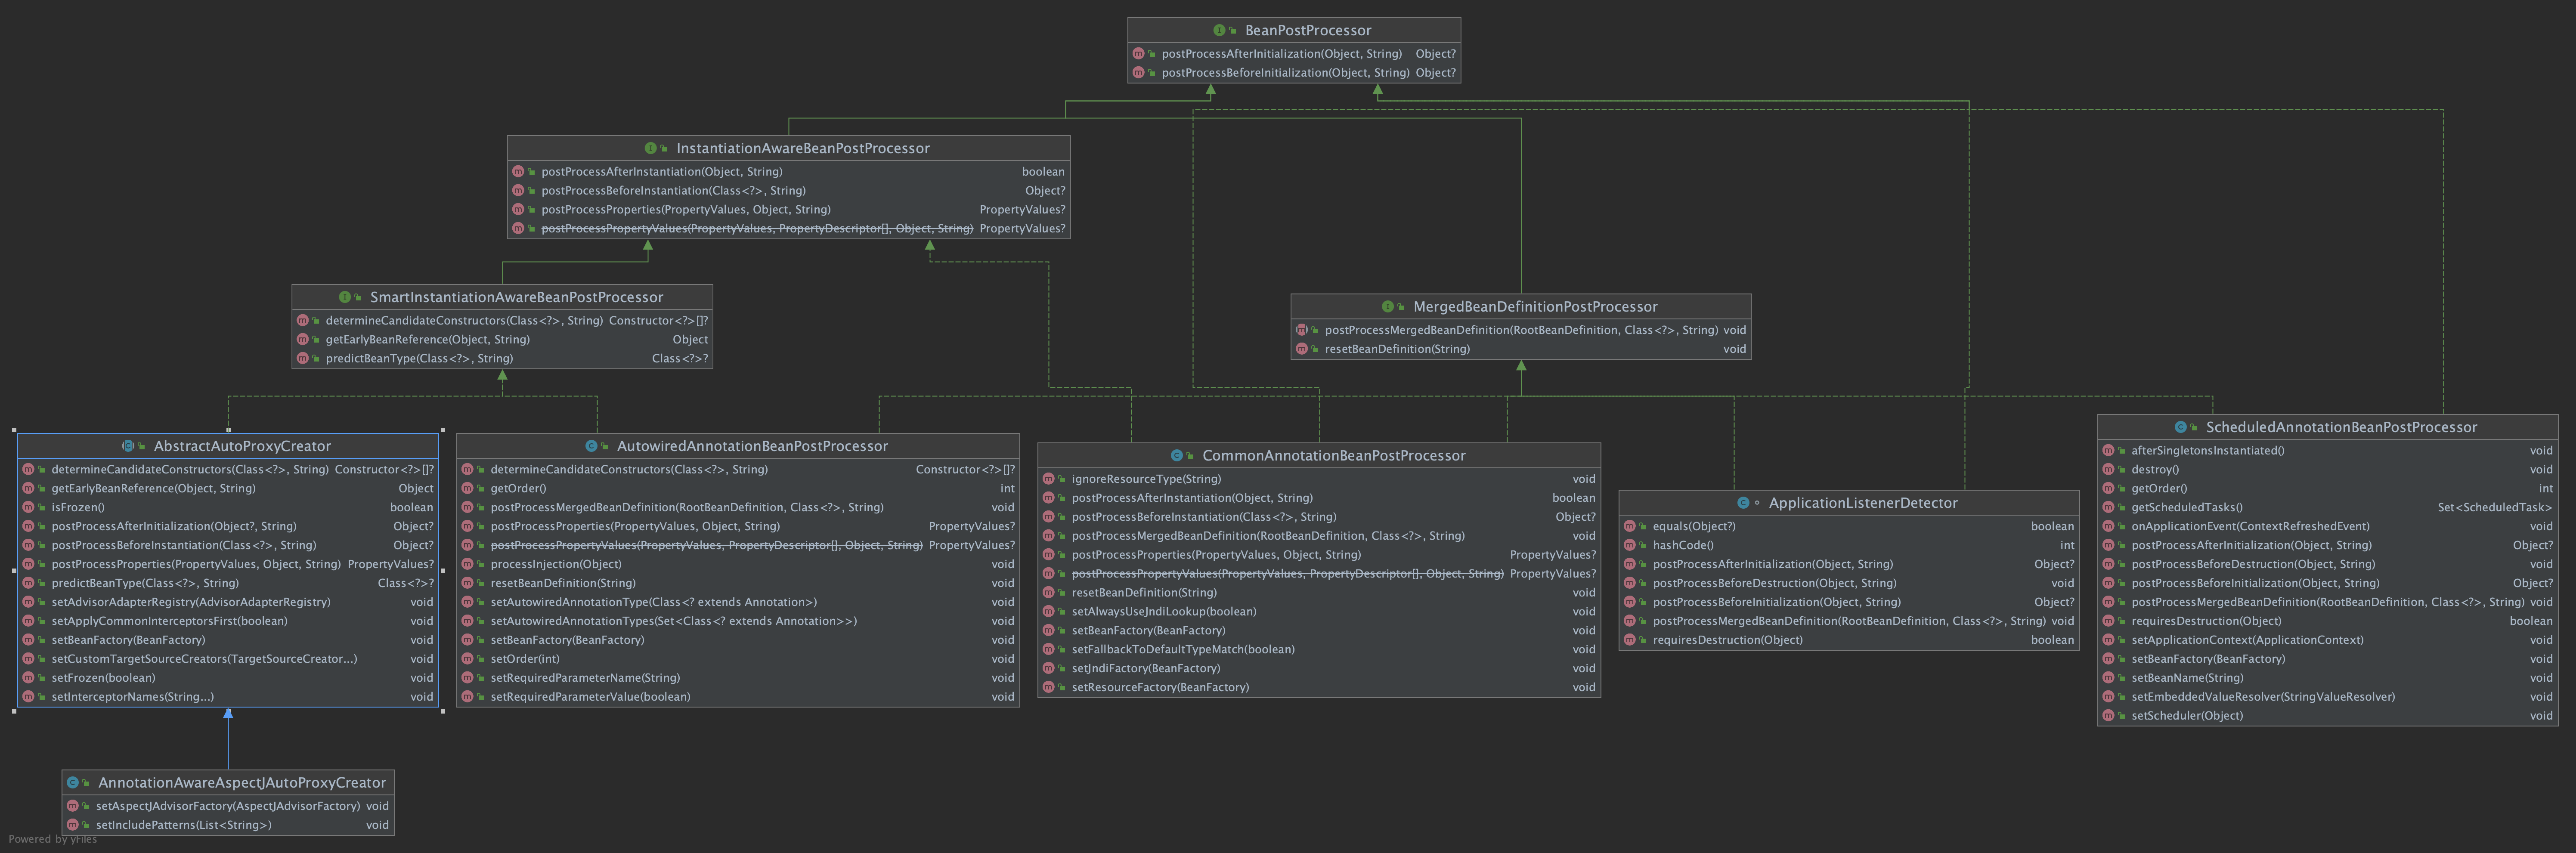 BeanPostProcessor
postProcessAfterInitialization(Object, String) Object?
postProcessBeforeInitialization(Object, String) Object?
InstantiationAwareBeanPostProcessor
postProcessAfterInstantiation(Object, String) boolean
postProcessBeforeInstantiation(Class<?>, String) Object?
postProcessProperties(PropertyValues, Object, String) PropertyValues?
postProcessPropertyValues(PropertyValues, PropertyDescriptor[], Object, String) PropertyValues?
SmartInstantiationAwareBeanPostProcessor
determineCandidateConstructors(Class<?>, String) Constructor<?>[]?
getEarlyBeanReference(Object, String) Object
predictBeanType(Class<?>, String) Class<?>?
MergedBeanDefinitionPostProcessor
postProcessMergedBeanDefinition(RootBeanDefinition, Class<?>, String) void
resetBeanDefinition(String) void
AbstractAutoProxyCreator
determineCandidateConstructors(Class<?>, String) Constructor<?>[]?
getEarlyBeanReference(Object, String) Object
isFrozen() boolean
postProcessAfterInitialization(Object?, String) Object?
postProcessBeforeInstantiation(Class<?>, String) Object?
postProcessProperties(PropertyValues, Object, String) PropertyValues?
predictBeanType(Class<?>, String) Class<?>?
setAdvisorAdapterRegistry(AdvisorAdapterRegistry) void
setApplyCommonInterceptorsFirst(boolean) void
setBeanFactory(BeanFactory) void
setCustomTargetSourceCreators(TargetSourceCreator...) void
setFrozen(boolean) void
setInterceptorNames(String...) void
AutowiredAnnotationBeanPostProcessor
determineCandidateConstructors(Class<?>, String) Constructor<?>[]?
getOrder() int
postProcessMergedBeanDefinition(RootBeanDefinition, Class<?>, String) void
postProcessProperties(PropertyValues, Object, String) PropertyValues?
postProcessPropertyValues(PropertyValues, PropertyDescriptor[], Object, String) PropertyValues?
processInjection(Object) void
resetBeanDefinition(String) void
setAutowiredAnnotationType(Class<? extends Annotation>) void
setAutowiredAnnotationTypes(Set<Class<? extends Annotation>>) void
setBeanFactory(BeanFactory) void
setOrder(int) void
setRequiredParameterName(String) void
setRequiredParameterValue(boolean) void
CommonAnnotationBeanPostProcessor
ignoreResourceType(String) void
postProcessAfterInstantiation(Object, String) boolean
postProcessBeforeInstantiation(Class<?>, String) Object?
postProcessMergedBeanDefinition(RootBeanDefinition, Class<?>, String) void
postProcessProperties(PropertyValues, Object, String) PropertyValues?
postProcessPropertyValues(PropertyValues, PropertyDescriptor[], Object, String) PropertyValues?
resetBeanDefinition(String) void
setAlwaysUseJndiLookup(boolean) void
setBeanFactory(BeanFactory) void
setFallbackToDefaultTypeMatch(boolean) void
setJndiFactory(BeanFactory) void
setResourceFactory(BeanFactory) void
ApplicationListenerDetector
equals(Object?) boolean
hashCode() int
postProcessAfterInitialization(Object, String) Object?
postProcessBeforeDestruction(Object, String) void
postProcessBeforeInitialization(Object, String) Object?
postProcessMergedBeanDefinition(RootBeanDefinition, Class<?>, String) void
requiresDestruction(Object) boolean
ScheduledAnnotationBeanPostProcessor
afterSingletonsInstantiated() void
destroy() void
getOrder() int
getScheduledTasks() Set<ScheduledTask>
onApplicationEvent(ContextRefreshedEvent) void
postProcessAfterInitialization(Object, String) Object?
postProcessBeforeDestruction(Object, String) void
postProcessBeforeInitialization(Object, String) Object?
postProcessMergedBeanDefinition(RootBeanDefinition, Class<?>, String) void
requiresDestruction(Object) boolean
setApplicationContext(ApplicationContext) void
setBeanFactory(BeanFactory) void
setBeanName(String) void
setEmbeddedValueResolver(StringValueResolver) void
setScheduler(Object) void
AnnotationAwareAspectJAutoProxyCreator
setAspectJAdvisorFactory(AspectJAdvisorFactory) void
setIncludePatterns(List<String>) void
Powered by yFiles